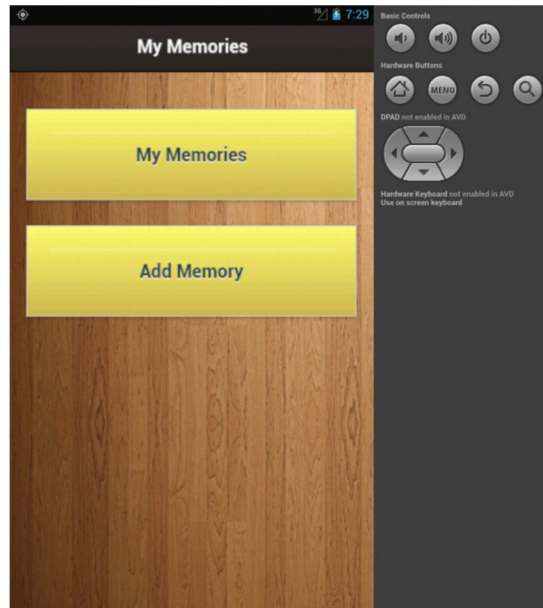 3G 7:29
My Memories
My Memories
Add Memory
Basic Controls
Hardware Buttons
MENU
DPAD not enabled in AVD
Hardware Keyboard not enabled in AVD
Use on screen keyboard